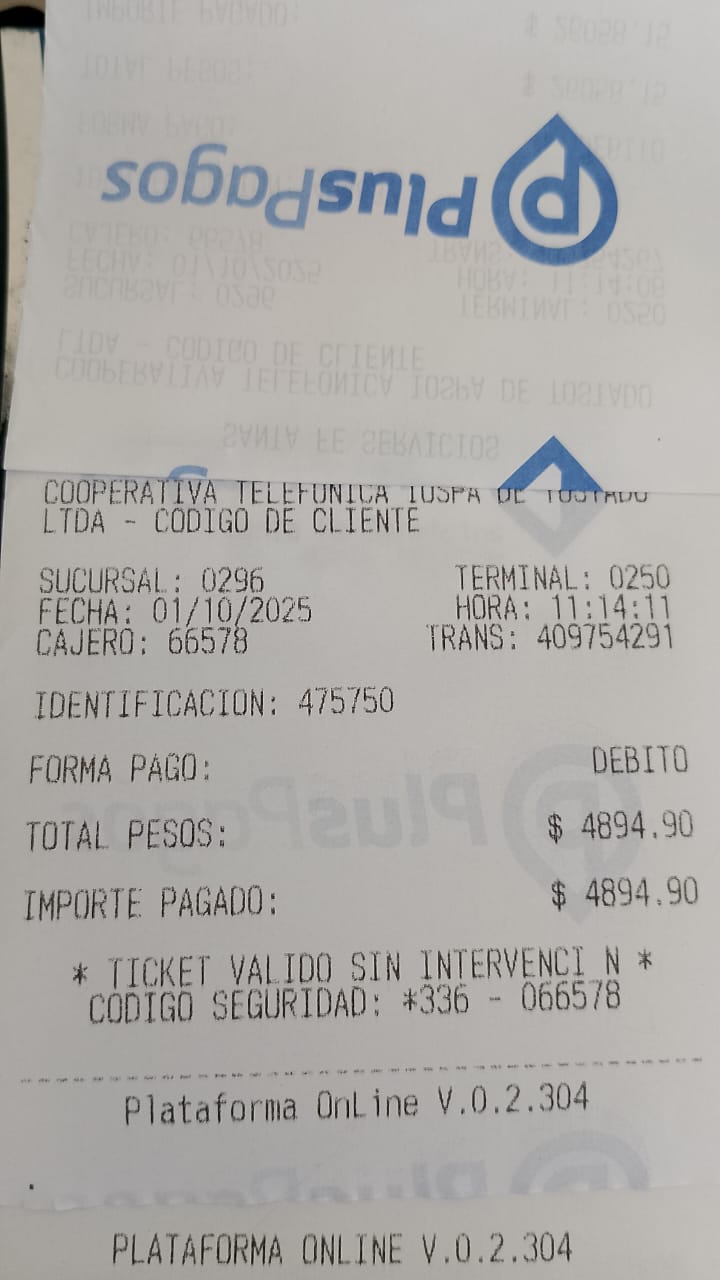 PlusPagos
COOPERATIVA TELEFONICA IOSPA DE TOSTADO
LTDA - CODIGO DE CLIENTE
SUCURSAL: 0296 TERMINAL: 0250
FECHA: 01/10/2025 HORA: 11:14:11
CAJERO: 66578 TRANS: 409754291
IDENTIFICACION: 475750
FORMA PAGO: DEBITO
TOTAL PESOS: $ 4894.90
IMPORTE PAGADO: $ 4894.90
* TICKET VALIDO SIN INTERVENCI N *
CODIGO SEGURIDAD: *336 - 066578
Plataforma OnLine V.0.2.304
PLATAFORMA ONLINE V.0.2.304